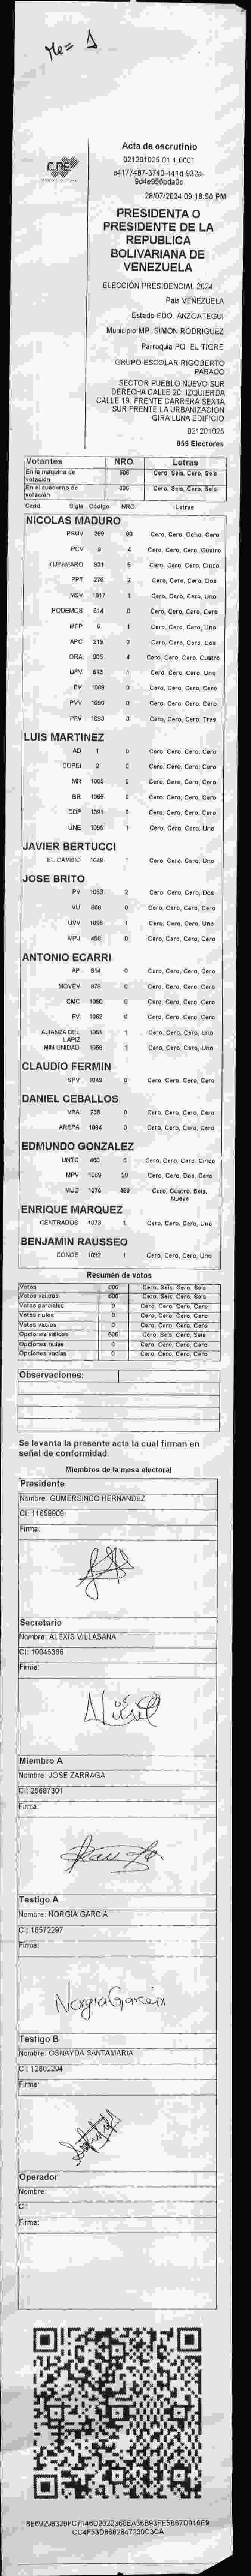 Me = 1
CNE
Acta de escrutinio
021201025.01.1.0001
e4177487-3740-441d-932a-
9d4e956bda0c
28/07/2024 09:18:56 PM
PRESIDENTA O
PRESIDENTE DE LA
REPUBLICA
BOLIVARIANA DE
VENEZUELA
ELECCIÓN PRESIDENCIAL 2024
Pais VENEZUELA
Estado EDO. ANZOATEGUI
Municipio MP. SIMON RODRIGUEZ
Parroquia PQ. EL TIGRE
GRUPO ESCOLAR RIGOBERTO
PARACO
SECTOR PUEBLO NUEVO SUR
DERECHA CALLE 20. IZQUIERDA
CALLE 19. FRENTE CARRERA SEXTA
SUR FRENTE LA URBANIZACION
GIRA LUNA EDIFICIO
021201025
959 Electores
Votantes NRO. Letras
En la maquina de votación 606 Cero, Seis, Cero, Seis
En el cuaderno de votación 606 Cero, Seis, Cero, Seis
Cand. Sigla Codigo NRO. Letras
NICOLAS MADURO
PSUV 269 80 Cero, Cero, Ocho, Cero
PCV 4 Cero, Cero, Cero, Cuatro
TUPAMARO 931 5 Cero, Cero, Cero, Cinco
PPT 276 2 Cero, Cero, Cero, Dos
MSV 1017 1 Cero, Cero, Cero, Uno
PODEMOS 614 0 Cero, Cero, Cero, Cero
MEP 6 1 Cero, Cero, Cero, Uno
APC 219 2 Cero, Cero, Cero, Dos
ORA 906 4 Cero, Cero, Cero, Cuatro
UPV 613 1 Cero, Cero, Cero, Uno
EV 1089 0 Cero, Cero, Cero, Cero
PVV 1090 0 Cero, Cero, Cero, Cero
PFV 1093 3 Cero, Cero, Cero, Tres
LUIS MARTINEZ
AD 1 0 Cero, Cero, Cero, Cero
COPEI 2 0 Cero, Cero, Cero, Cero
MR 1065 0 Cero, Cero, Cero, Cero
BR 1066 0 Cero, Cero, Cero, Cero
DDP 1091 0 Cero, Cero, Cero, Cero
UNE 1095 1 Cero, Cero, Cero, Uno
JAVIER BERTUCCI
EL CAMBIO 1046 1 Cero, Cero, Cero, Uno
JOSE BRITO
PV 1053 2 Cero, Cero, Cero, Dos
VU 868 0 Cero, Cero, Cero, Cero
UVV 1096 1 Cero, Cero, Cero, Uno
MPJ 450 0 Cero, Cero, Cero, Cero
ANTONIO ECARRI
AP 814 0 Cero, Cero, Cero, Cero
MOVEV 978 0 Cero, Cero, Cero, Cero
CMC 1050 0 Cero, Cero, Cero, Cero
FV 1062 0 Cero, Cero, Cero, Cero
ALIANZA DEL LAPIZ 1051 1 Cero, Cero, Cero, Uno
MIN UNIDAD 1088 1 Cero, Cero, Cero, Uno
CLAUDIO FERMIN
SPV 1049 0 Cero, Cero, Cero, Cero
DANIEL CEBALLOS
VPA 236 0 Cero, Cero, Cero, Cero
AREPA 1094 0 Cero, Cero, Cero, Cero
EDMUNDO GONZALEZ
UNTC 460 5 Cero, Cero, Cero, Cinco
MPV 1069 20 Cero, Cero, Dos, Cero
MUD 1075 469 Cero, Cuatro, Seis, Nueve
ENRIQUE MARQUEZ
CENTRADOS 1073 1 Cero, Cero, Cero, Uno
BENJAMIN RAUSSEO
CONDE 1092 1 Cero, Cero, Cero, Uno
Resumen de votos
Votos 606 Cero, Seis, Cero, Seis
Votos validos 606 Cero, Seis, Cero, Seis
Votos parciales 0 Cero, Cero, Cero, Cero
Votos nulos 0 Cero, Cero, Cero, Cero
Votos vacios 0 Cero, Cero, Cero, Cero
Opciones validas 606 Cero, Seis, Cero, Seis
Opciones nulas 0 Cero, Cero, Cero, Cero
Opciones vacias 0 Cero, Cero, Cero, Cero
Observaciones:
Se levanta la presente acta la cual firman en
señal de conformidad.
Miembros de la mesa electoral
Presidente
Nombre: GUMERSINDO HERNANDEZ
CI: 11659909
Firma:
Secretario
Nombre: ALEXIS VILLASANA
CI: 10045366
Firma:
Miembro A
Nombre: JOSE ZARRAGA
CI: 25687301
Firma:
Testigo A
Nombre: NORGIA GARCIA
CI: 16572297
Firma:
Norgia Garcia
Testigo B
Nombre: OSNAYDA SANTAMARIA
CI: 12602294
Firma:
Operador
Nombre:
CI:
Firma: